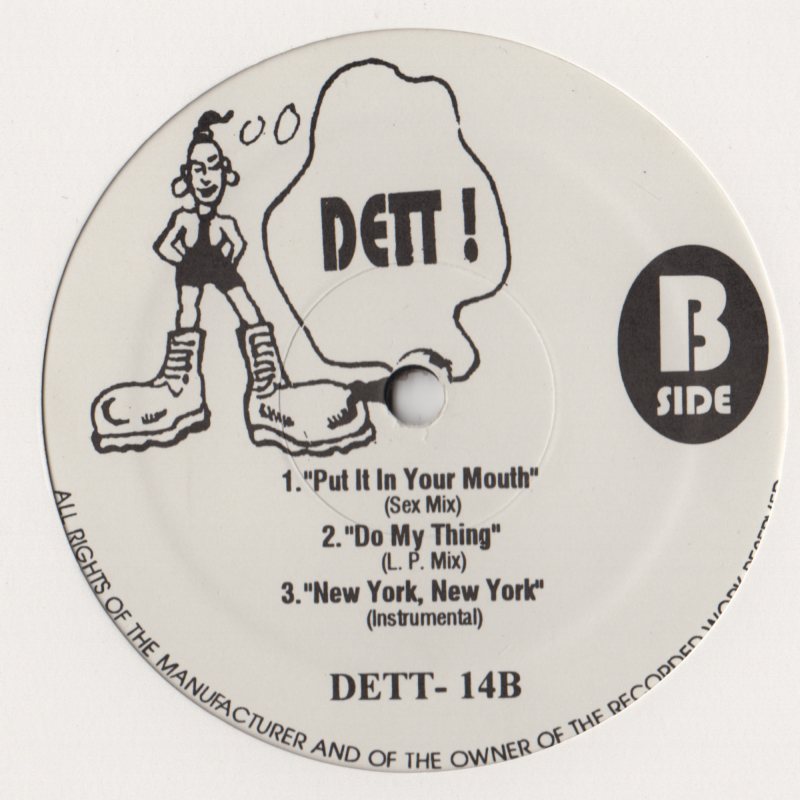 DETT !
B
SIDE
1."Put It In Your Mouth"
(Sex Mix)
2."Do My Thing"
(L. P. Mix)
3."New York, New York"
(Instrumental)
DETT- 14B
ALL RIGHTS OF THE MANUFACTURER AND OF THE OWNER OF THE RECORDED WORK RESERVED